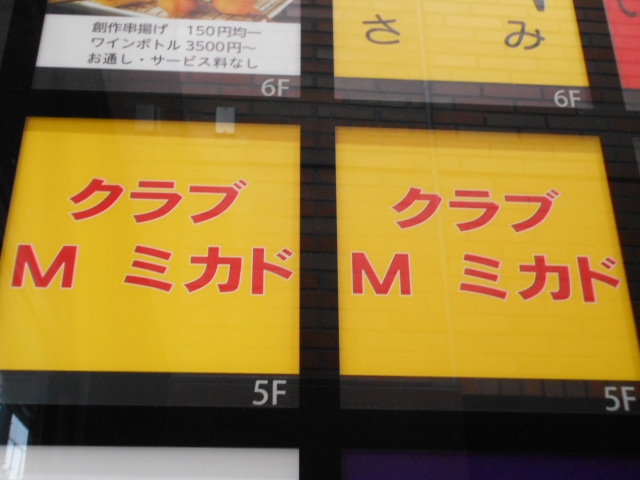 創作串揚げ 150円均一
ワインボトル 3500円～
お通し・サービス料なし
6F
さ み
6F
クラブ
M ミカド
5F
クラブ
M ミカド
5F